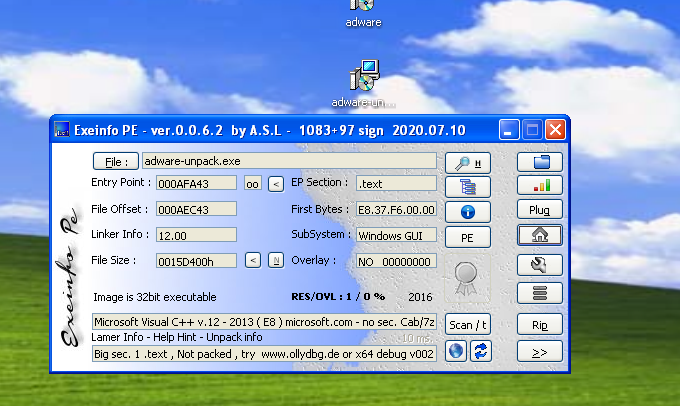 adware
adware-un...
Exeinfo PE - ver.0.0.6.2 by A.S.L - 1083+97 sign 2020.07.10
File : adware-unpack.exe H
Entry Point : 000AFA43 oo < EP Section : .text
File Offset : 000AEC43 First Bytes : E8.37.F6.00.00 Plug
Linker Info : 12.00 SubSystem : Windows GUI PE
File Size : 0015D400h < N Overlay : NO 00000000
Image is 32bit executable RES/OVL : 1 / 0 % 2016
Microsoft Visual C++ v.12 - 2013 ( E8 ) microsoft.com - no sec. Cab/7z Scan / t Rip
Lamer Info - Help Hint - Unpack info 10 ms.
Big sec. 1 .text , Not packed , try www.ollydbg.de or x64 debug v002 >>
Exeinfo Pe